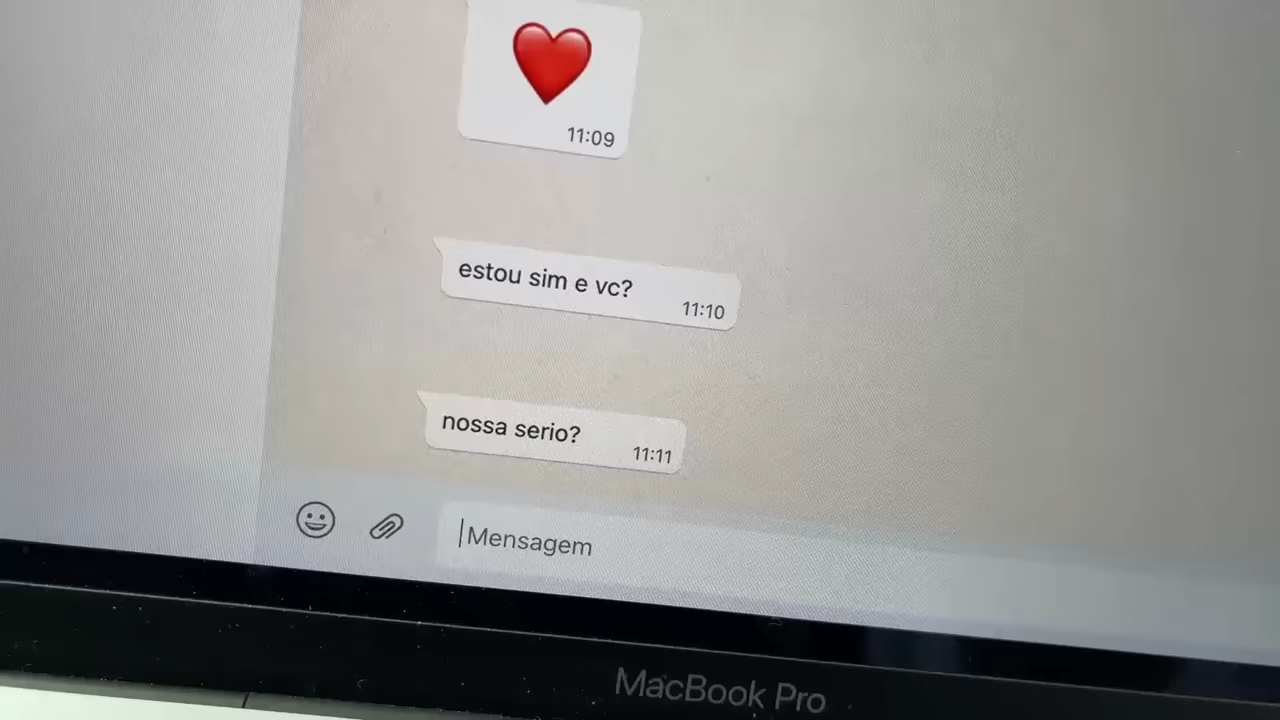 ❤️
11:09
estou sim e vc?
11:10
nossa serio?
11:11
Mensagem
MacBook Pro